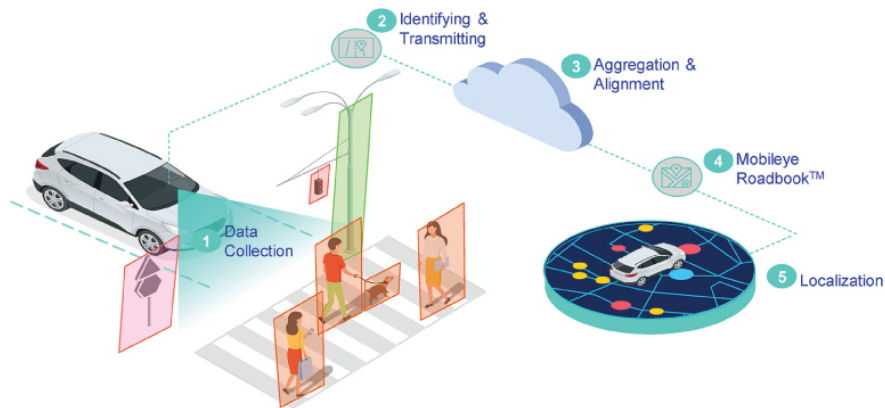 2 Identifying &
Transmitting
3 Aggregation &
Alignment
4 Mobileye
Roadbook™
1 Data
Collection
5 Localization